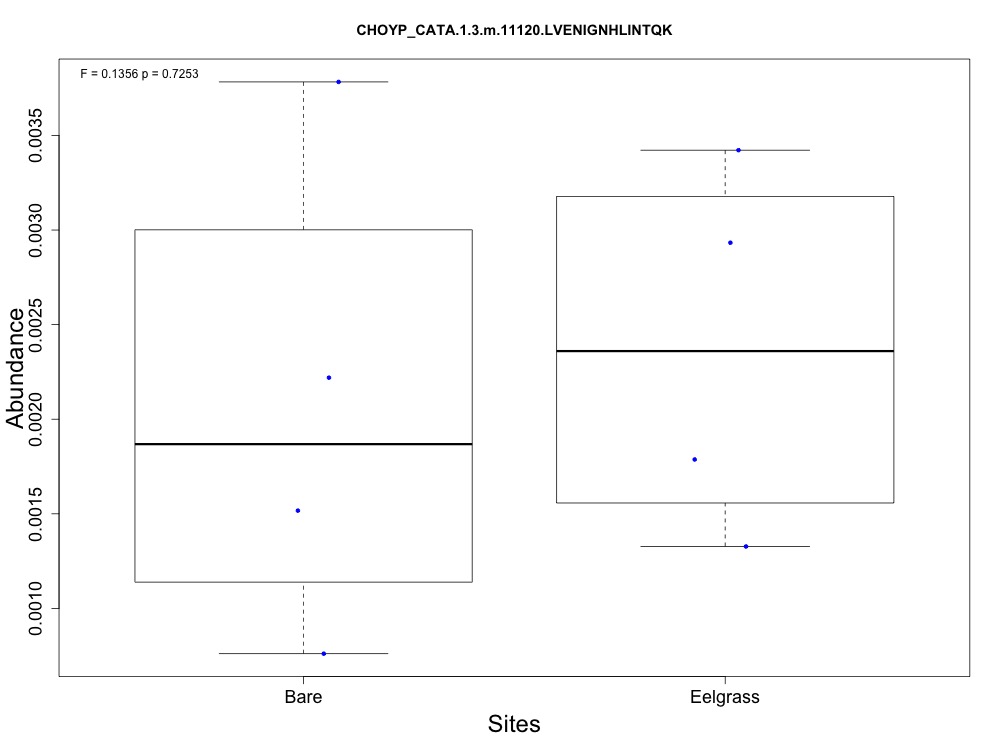 CHOYP_CATA.1.3.m.11120.LVENIGNHLINTQK
F = 0.1356 p = 0.7253
0.0035
0.0030
0.0025
0.0020
0.0015
0.0010
Abundance
Bare
Eelgrass
Sites